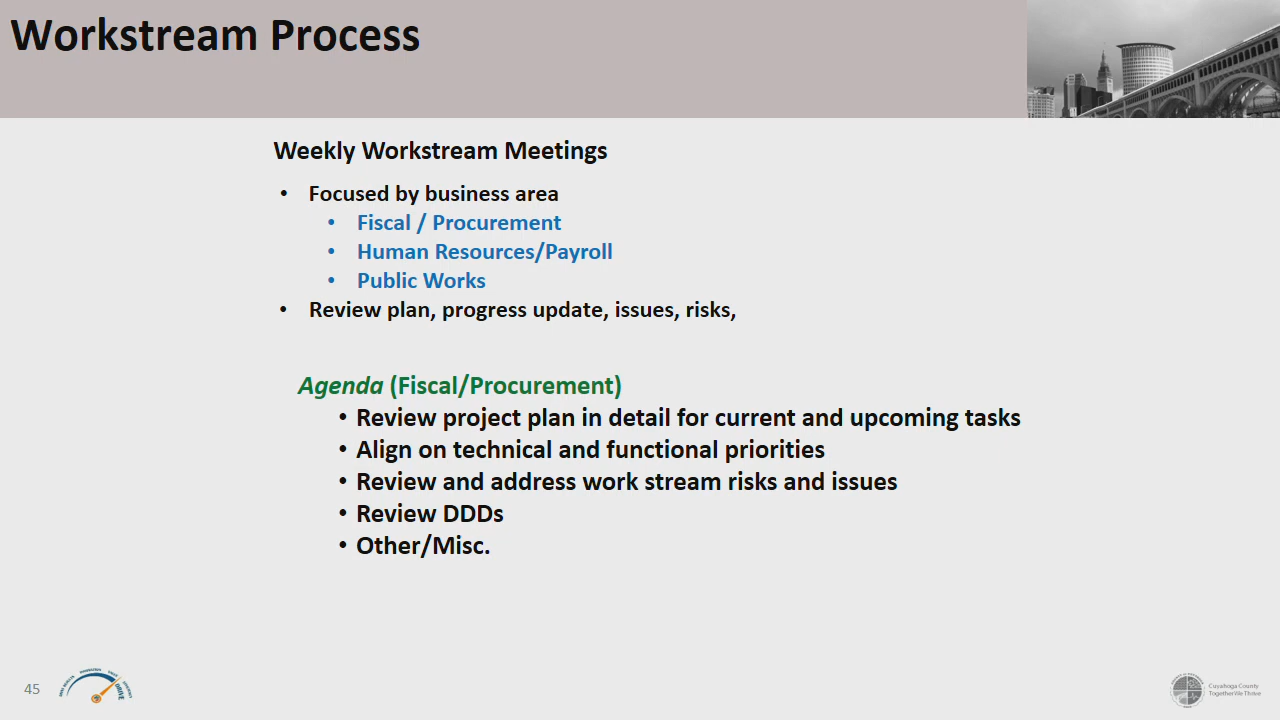 Workstream Process
Weekly Workstream Meetings
• Focused by business area
• Fiscal / Procurement
• Human Resources/Payroll
• Public Works
• Review plan, progress update, issues, risks,
Agenda (Fiscal/Procurement)
• Review project plan in detail for current and upcoming tasks
• Align on technical and functional priorities
• Review and address work stream risks and issues
• Review DDDs
• Other/Misc.
45
DRIVE
Cuyahoga County
Together We Thrive